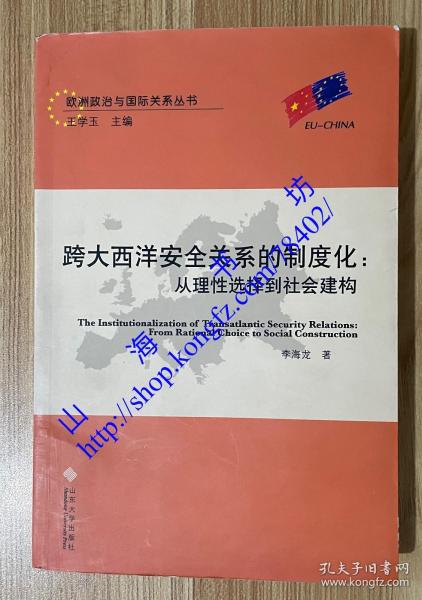 欧洲政治与国际关系丛书
王学玉 主编
EU-CHINA
跨大西洋安全关系的制度化：
从理性选择到社会建构
The Institutionalization of Transatlantic Security Relations:
From Rational Choice to Social Construction
李海龙 著
山东大学出版社
Shandong University Press
山海书坊
http://shop.kongfz.com/78402/
孔夫子旧书网